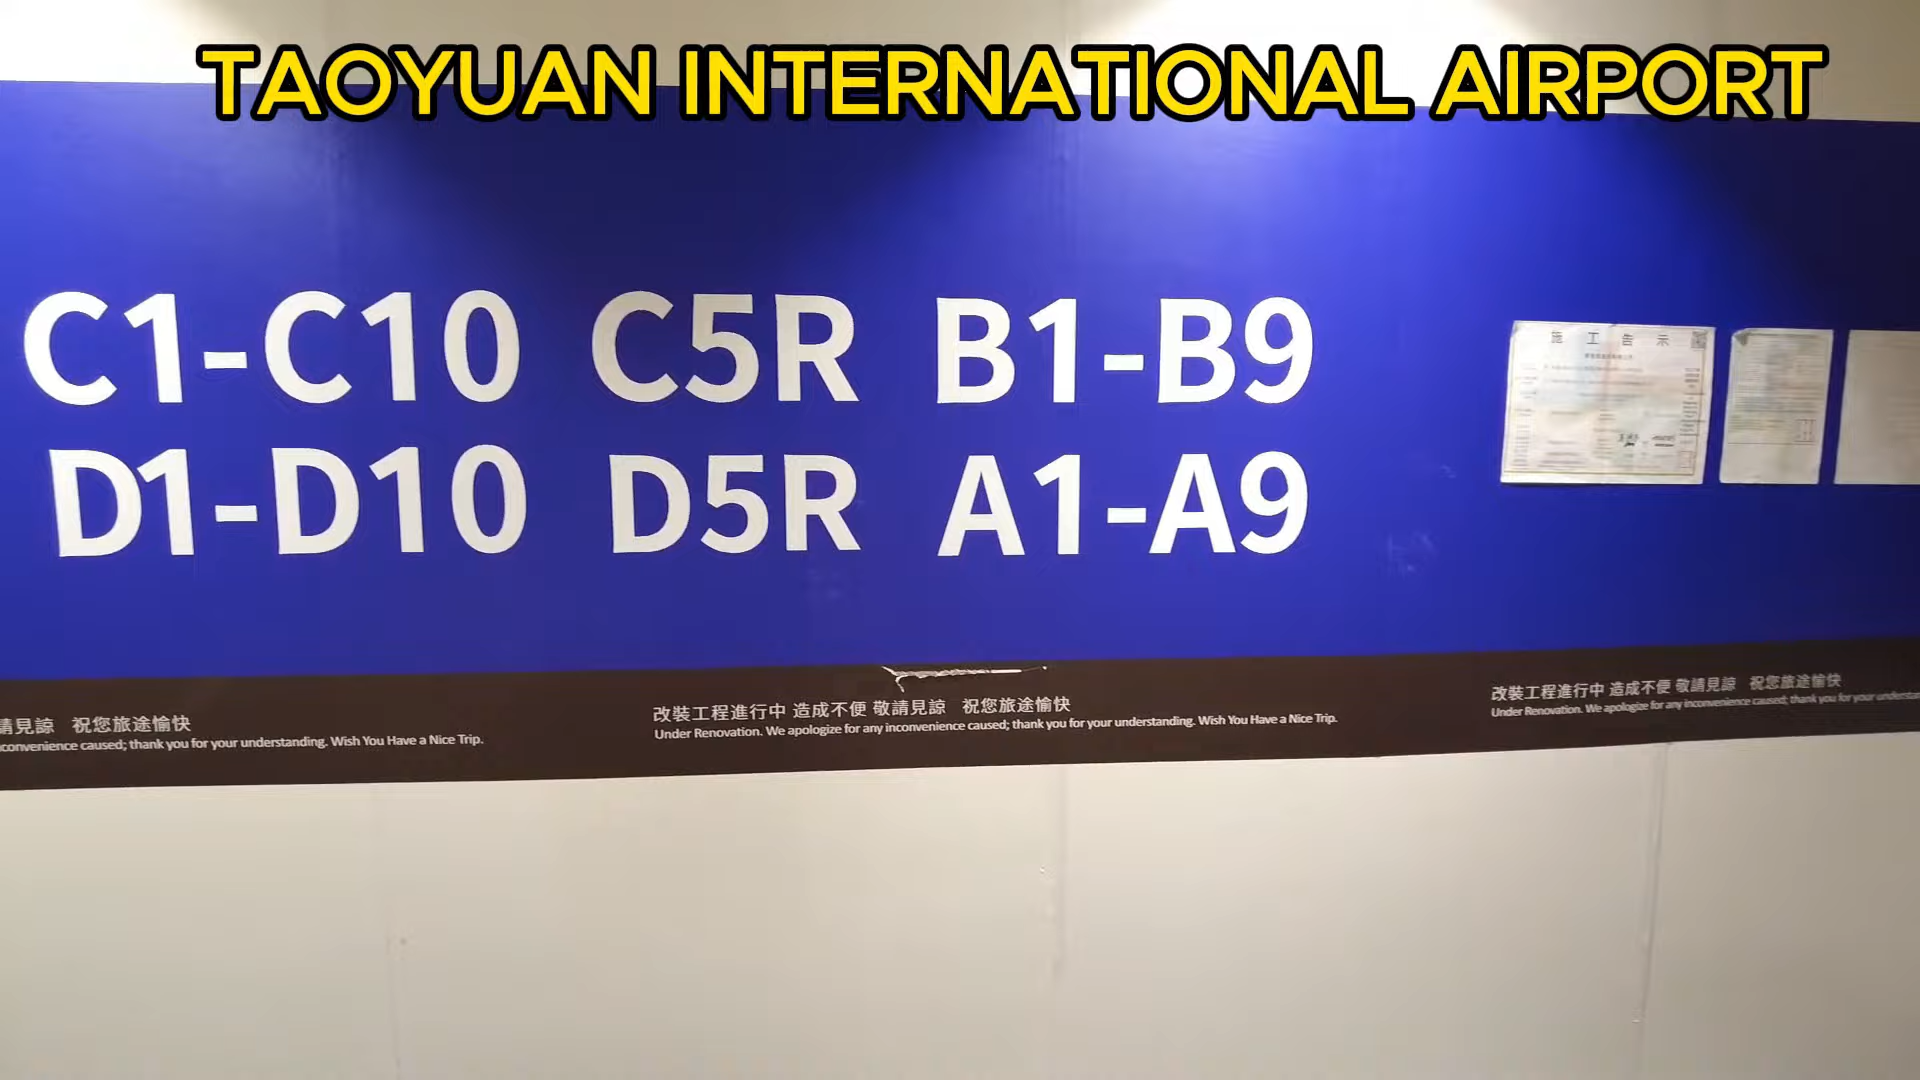 TAOYUAN INTERNATIONAL AIRPORT
C1-C10 C5R B1-B9
D1-D10 D5R A1-A9
施工告示
請見諒 祝您旅途愉快
inconvenience caused; thank you for your understanding. Wish You Have a Nice Trip.
改裝工程進行中 造成不便 敬請見諒 祝您旅途愉快
Under Renovation. We apologize for any inconvenience caused; thank you for your understanding. Wish You Have a Nice Trip.
改裝工程進行中 造成不便 敬請見諒 祝您旅途愉快
Under Renovation. We apologize for any inconvenience caused; thank you for your